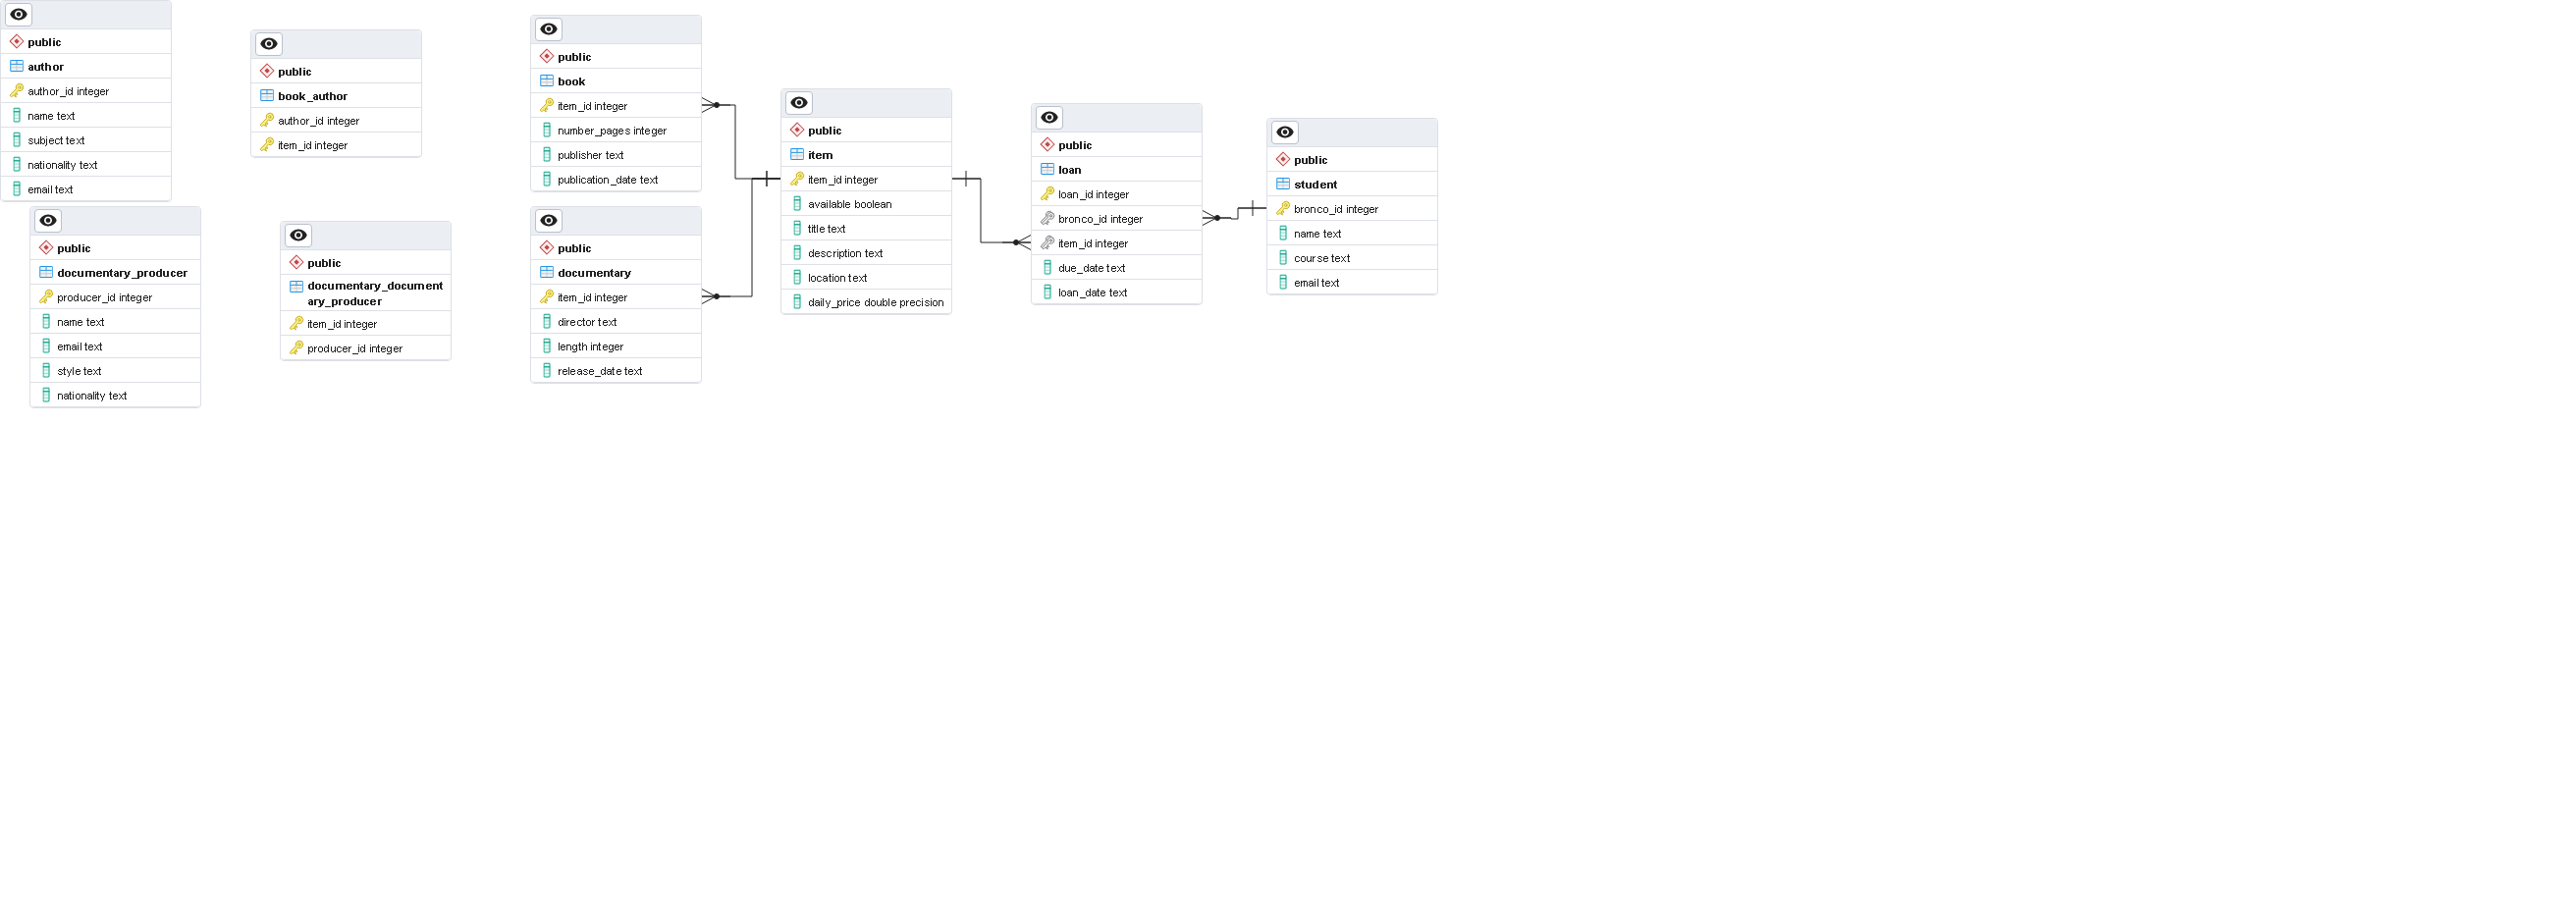 public
author
author_id integer
name text
subject text
nationality text
email text
public
book_author
author_id integer
item_id integer
public
book
item_id integer
number_pages integer
publisher text
publication_date text
public
item
item_id integer
available boolean
title text
description text
location text
daily_price double precision
public
loan
loan_id integer
bronco_id integer
item_id integer
due_date text
loan_date text
public
student
bronco_id integer
name text
course text
email text
public
documentary_producer
producer_id integer
name text
email text
style text
nationality text
public
documentary_document
ary_producer
item_id integer
producer_id integer
public
documentary
item_id integer
director text
length integer
release_date text